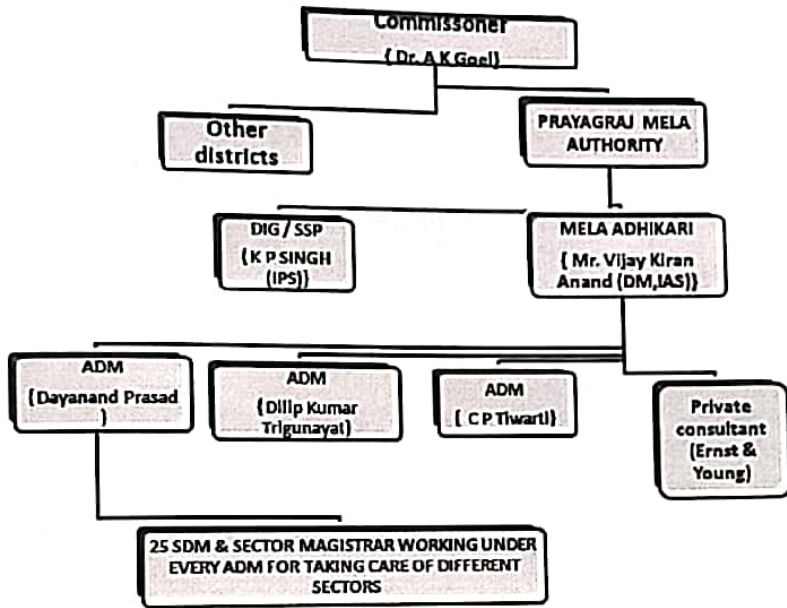 Commissoner
{ Dr. A K Goel}
Other
districts
PRAYAGRAJ MELA
AUTHORITY
DIG / SSP
{ K P SINGH
(IPS)}
MELA ADHIKARI
{ Mr. Vijay Kiran
Anand (DM,IAS)}
ADM
{Dayanand Prasad
}
ADM
{Dilip Kumar
Trigunayat}
ADM
{ C P Tiwarti}
Private
consultant
(Ernst &
Young)
25 SDM & SECTOR MAGISTRAR WORKING UNDER
EVERY ADM FOR TAKING CARE OF DIFFERENT
SECTORS